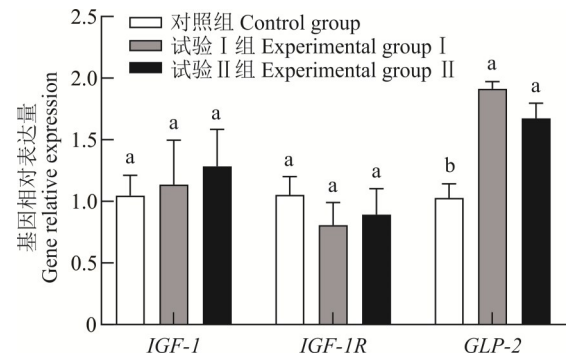 对照组 Control group
试验Ⅰ组 Experimental group Ⅰ
试验Ⅱ组 Experimental group Ⅱ
基因相对表达量
Gene relative expression
2.5
2.0
1.5
1.0
0.5
0
a
a
a
a
a
a
b
a
a
IGF-1
IGF-1R
GLP-2